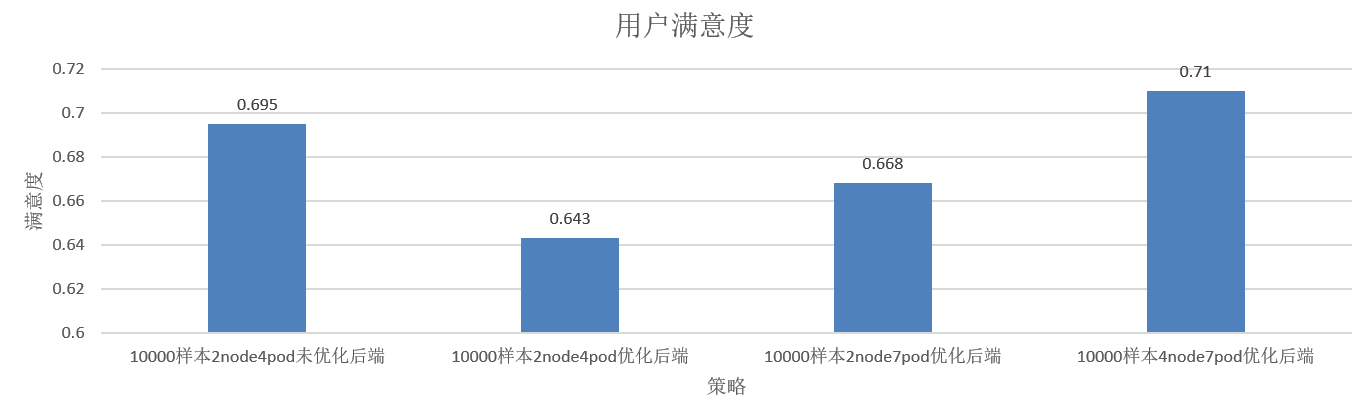 用户满意度
0.72
0.7
0.68
0.66
0.64
0.62
0.6
满意度
0.695
0.643
0.668
0.71
10000样本2node4pod未优化后端
10000样本2node4pod优化后端
10000样本2node7pod优化后端
10000样本4node7pod优化后端
策略